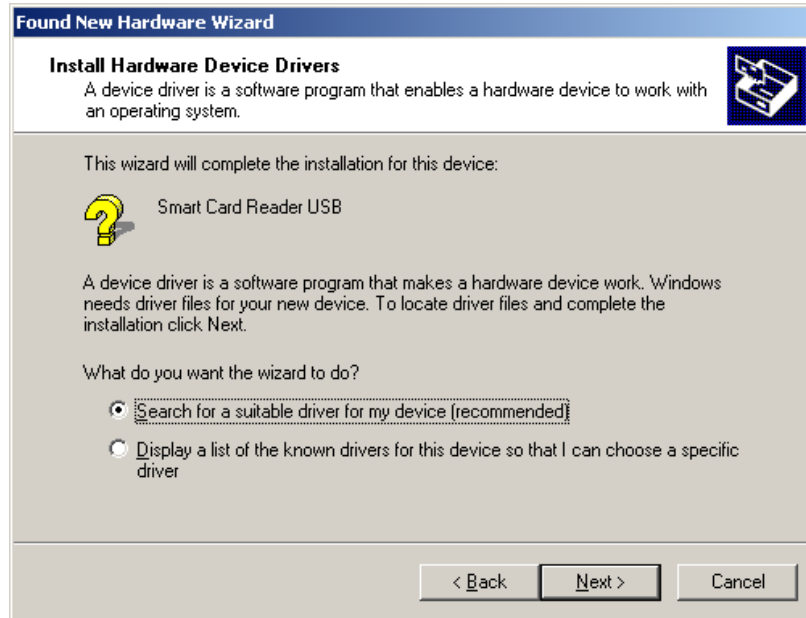 Found New Hardware Wizard
Install Hardware Device Drivers
A device driver is a software program that enables a hardware device to work with
an operating system.
This wizard will complete the installation for this device:
Smart Card Reader USB
A device driver is a software program that makes a hardware device work. Windows
needs driver files for your new device. To locate driver files and complete the
installation click Next.
What do you want the wizard to do?
Search for a suitable driver for my device (recommended)
Display a list of the known drivers for this device so that I can choose a specific
driver
< Back Next > Cancel